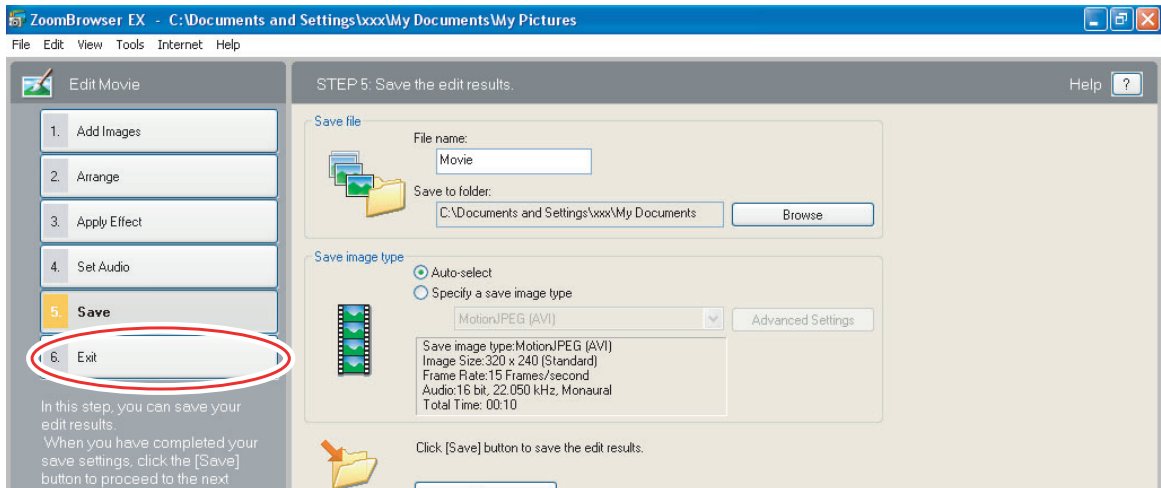 ZoomBrowser EX - C:\Documents and Settings\xxx\My Documents\My Pictures
File Edit View Tools Internet Help
Edit Movie
1. Add Images
2. Arrange
3. Apply Effect
4. Set Audio
5. Save
6. Exit
In this step, you can save your
edit results.
When you have completed your
save settings, click the [Save]
button to proceed to the next
STEP 5: Save the edit results.
Help ?
Save file
File name:
Movie
Save to folder:
C:\Documents and Settings\xxx\My Documents
Browse
Save image type
Auto-select
Specify a save image type
MotionJPEG (AVI)
Advanced Settings
Save image type:MotionJPEG (AVI)
Image Size:320 x 240 (Standard)
Frame Rate:15 Frames/second
Audio:16 bit, 22.050 kHz, Monaural
Total Time: 00:10
Click [Save] button to save the edit results.